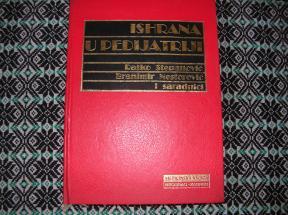 ISHRANA
U PEDIJATRIJI
Ratko Stepanović
Branimir Nestorović
i saradnici